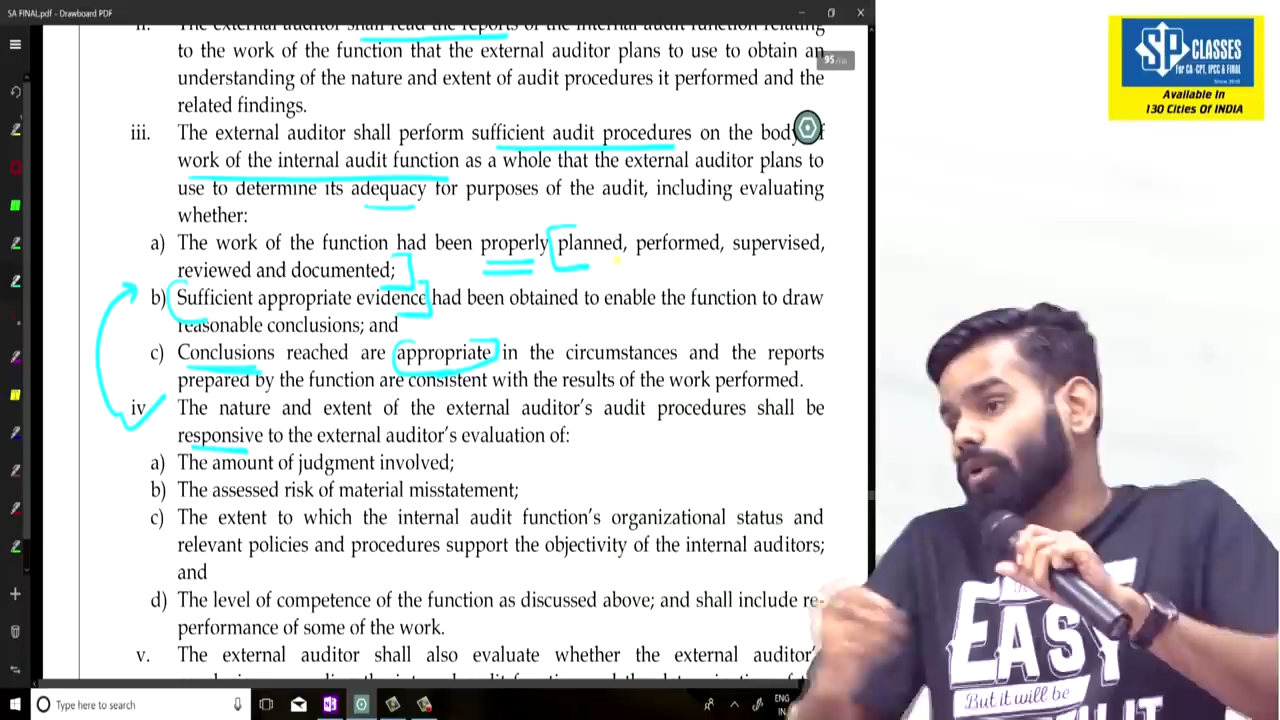 SA FINAL.pdf - Drawboard PDF
ii. The external auditor shall read the reports of the internal audit function relating
to the work of the function that the external auditor plans to use to obtain an
understanding of the nature and extent of audit procedures it performed and the
related findings.
95
iii. The external auditor shall perform sufficient audit procedures on the body of
work of the internal audit function as a whole that the external auditor plans to
use to determine its adequacy for purposes of the audit, including evaluating
whether:
a) The work of the function had been properly planned, performed, supervised,
reviewed and documented;
b) Sufficient appropriate evidence had been obtained to enable the function to draw
reasonable conclusions; and
c) Conclusions reached are appropriate in the circumstances and the reports
prepared by the function are consistent with the results of the work performed.
iv The nature and extent of the external auditor's audit procedures shall be
responsive to the external auditor's evaluation of:
a) The amount of judgment involved;
b) The assessed risk of material misstatement;
c) The extent to which the internal audit function's organizational status and
relevant policies and procedures support the objectivity of the internal auditors;
and
d) The level of competence of the function as discussed above; and shall include re-
performance of some of the work.
v. The external auditor shall also evaluate whether the external auditor's
Type here to search
ENG
IN
SP CLASSES
For CA -CPT, IPCC & FINAL
Available In
130 Cities Of INDIA
EASY
But it will be
WORTH IT